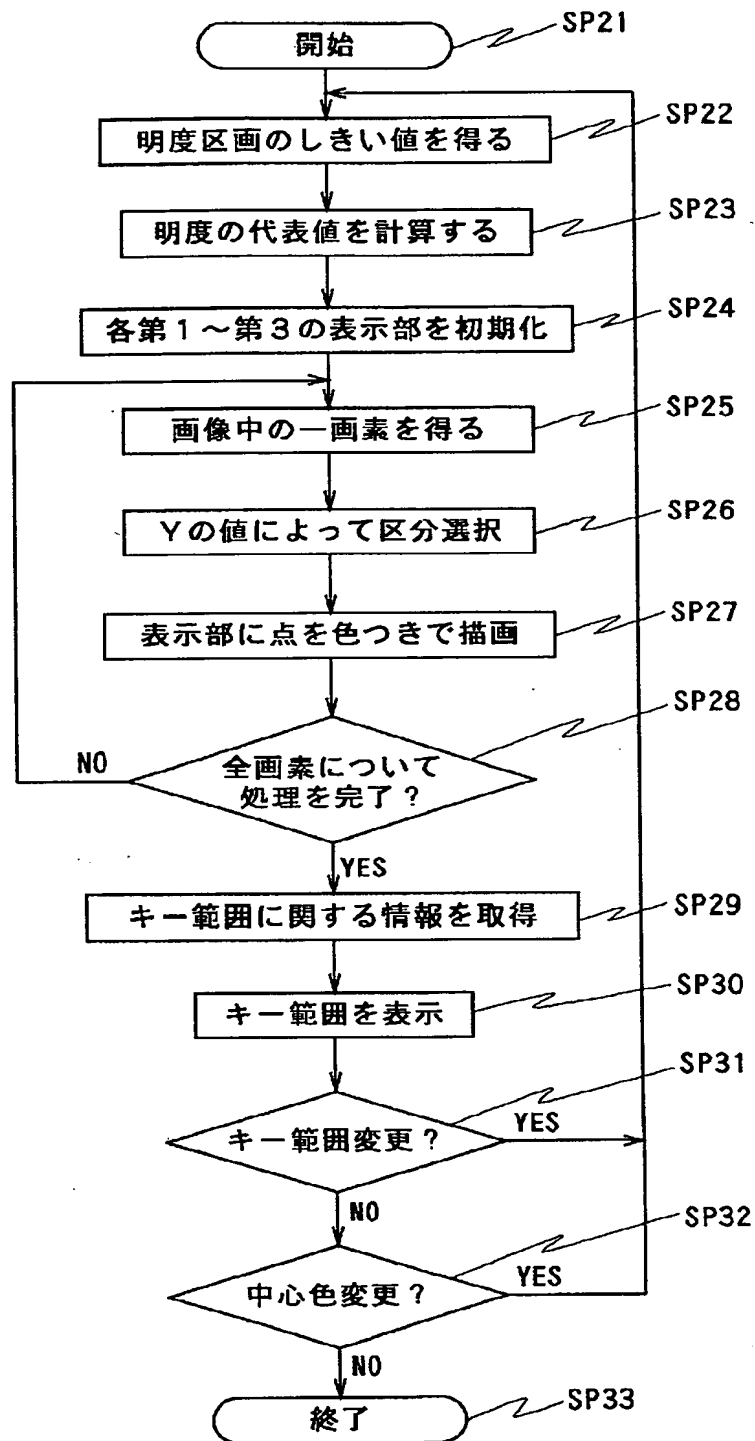 開始
SP21
明度区画のしきい値を得る
SP22
明度の代表値を計算する
SP23
各第1～第3の表示部を初期化
SP24
画像中の一画素を得る
SP25
Yの値によって区分選択
SP26
表示部に点を色つきで描画
SP27
SP28
NO
全画素について
処理を完了?
YES
キー範囲に関する情報を取得
SP29
キー範囲を表示
SP30
SP31
キー範囲変更?
YES
NO
SP32
中心色変更?
YES
NO
終了
SP33